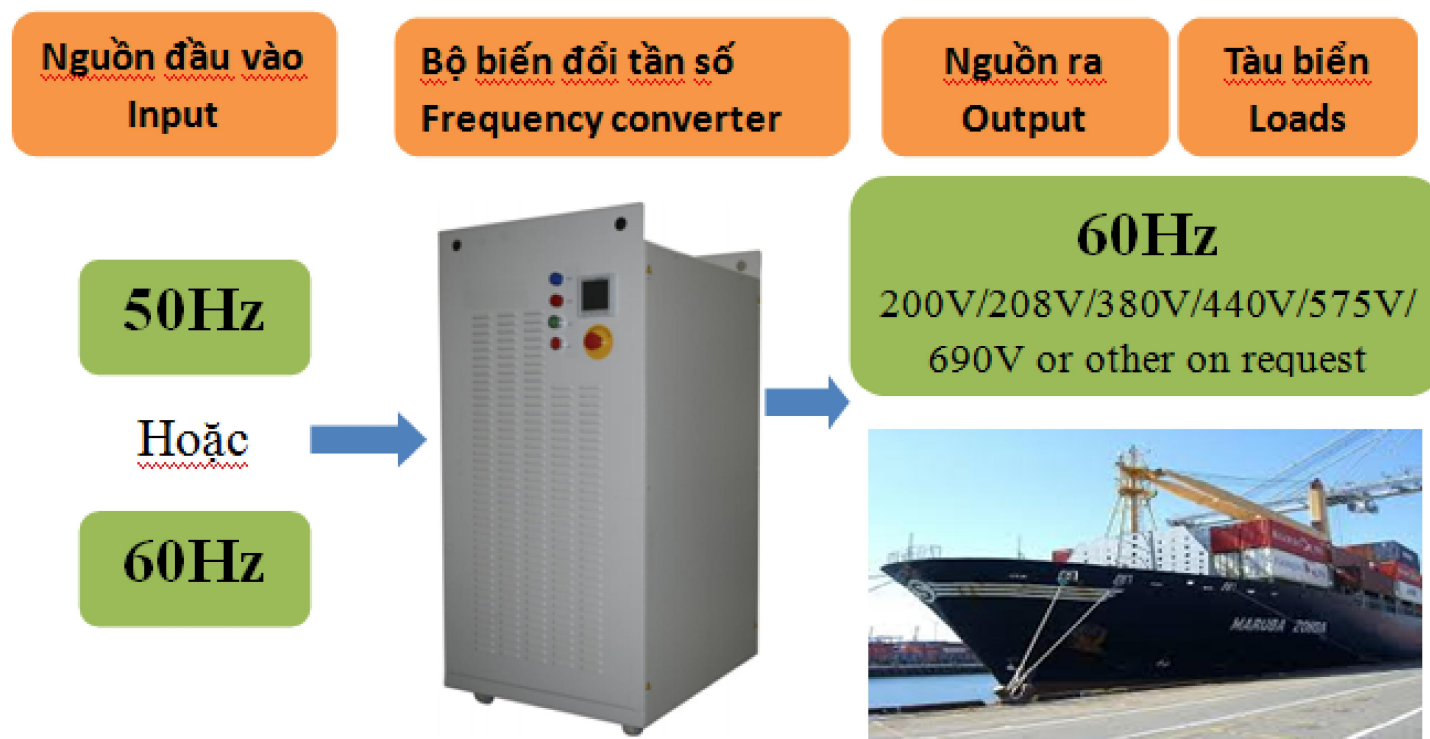 Nguồn đầu vào
Input
Bộ biến đổi tần số
Frequency converter
Nguồn ra
Output
Tàu biển
Loads
50Hz
Hoặc
60Hz
60Hz
200V/208V/380V/440V/575V/
690V or other on request
MARUBA ZONDA